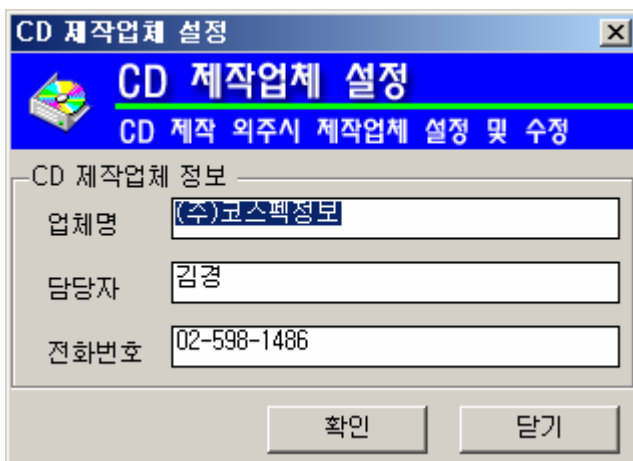 CD 제작업체 설정
CD 제작업체 설정
CD 제작 외주시 제작업체 설정 및 수정
CD 제작업체 정보
업체명 (주)코스펙정보
담당자 김경
전화번호 02-598-1486
확인 닫기